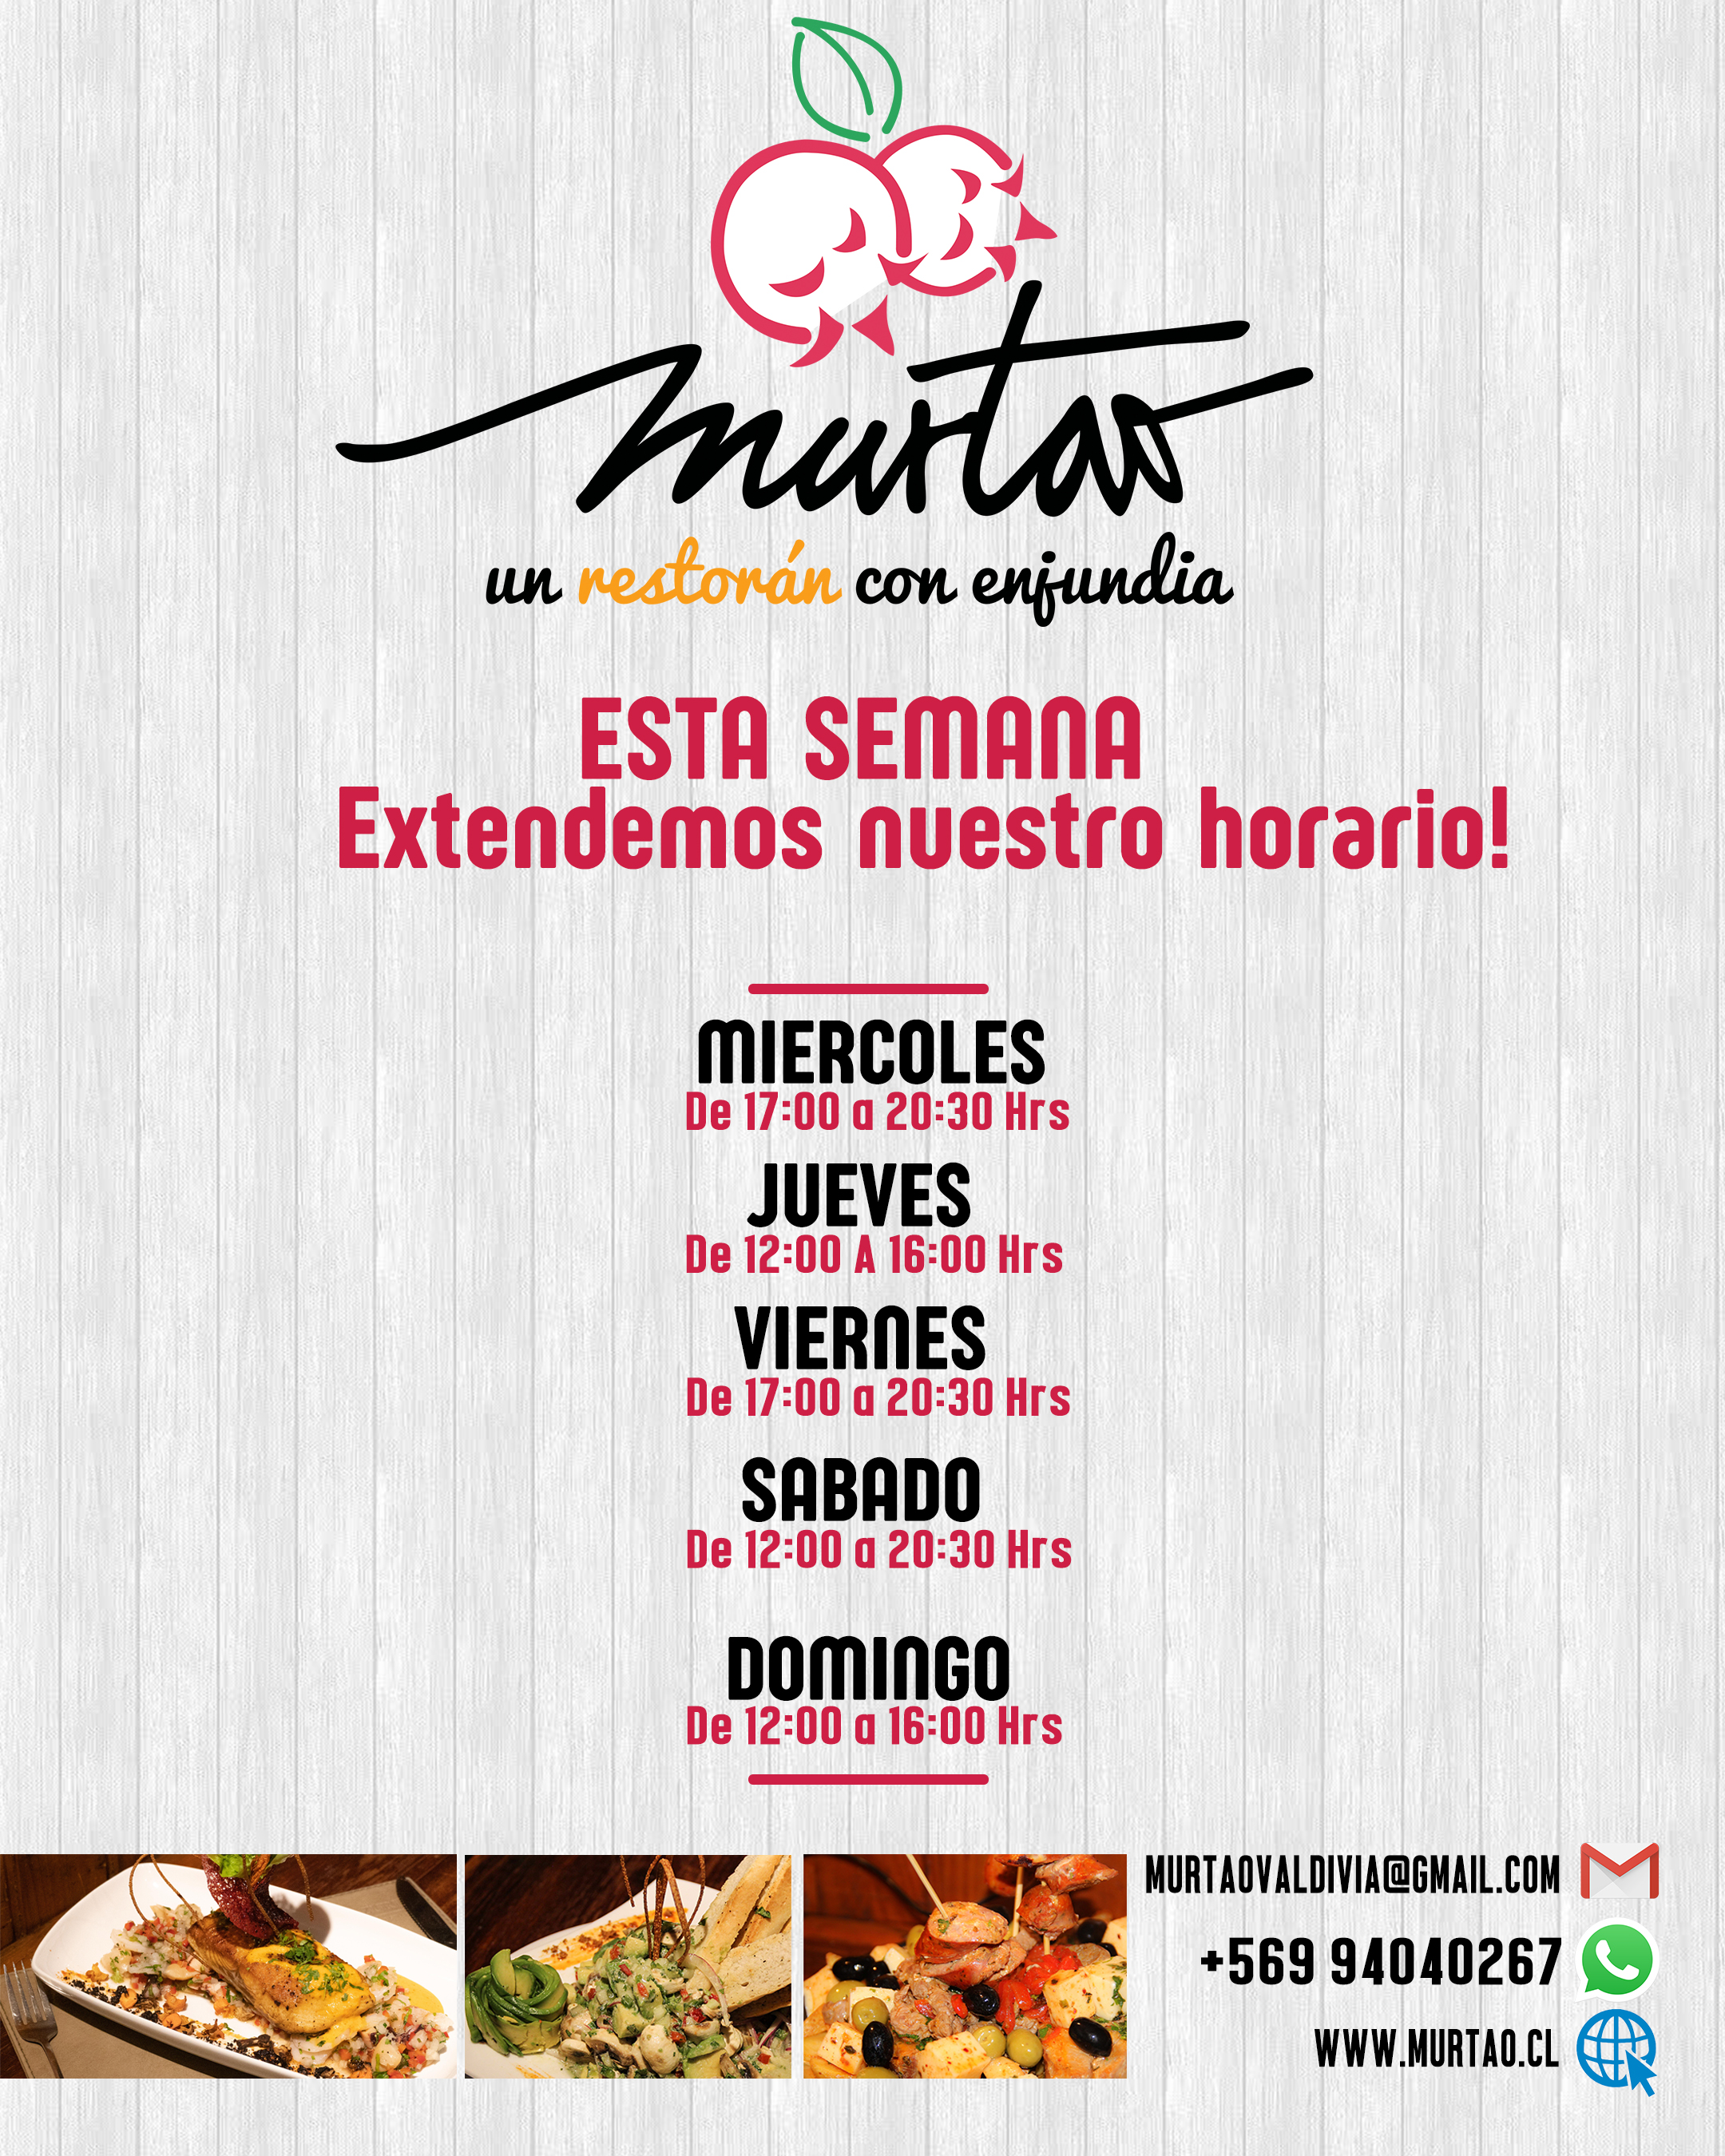 murtao
un restorán con enjundia
ESTA SEMANA
Extendemos nuestro horario!
MIERCOLES
De 17:00 a 20:30 Hrs
JUEVES
De 12:00 A 16:00 Hrs
VIERNES
De 17:00 a 20:30 Hrs
SABADO
De 12:00 a 20:30 Hrs
DOMINGO
De 12:00 a 16:00 Hrs
MURTAOVALDIVIA@GMAIL.COM
+569 94040267
WWW.MURTAO.CL